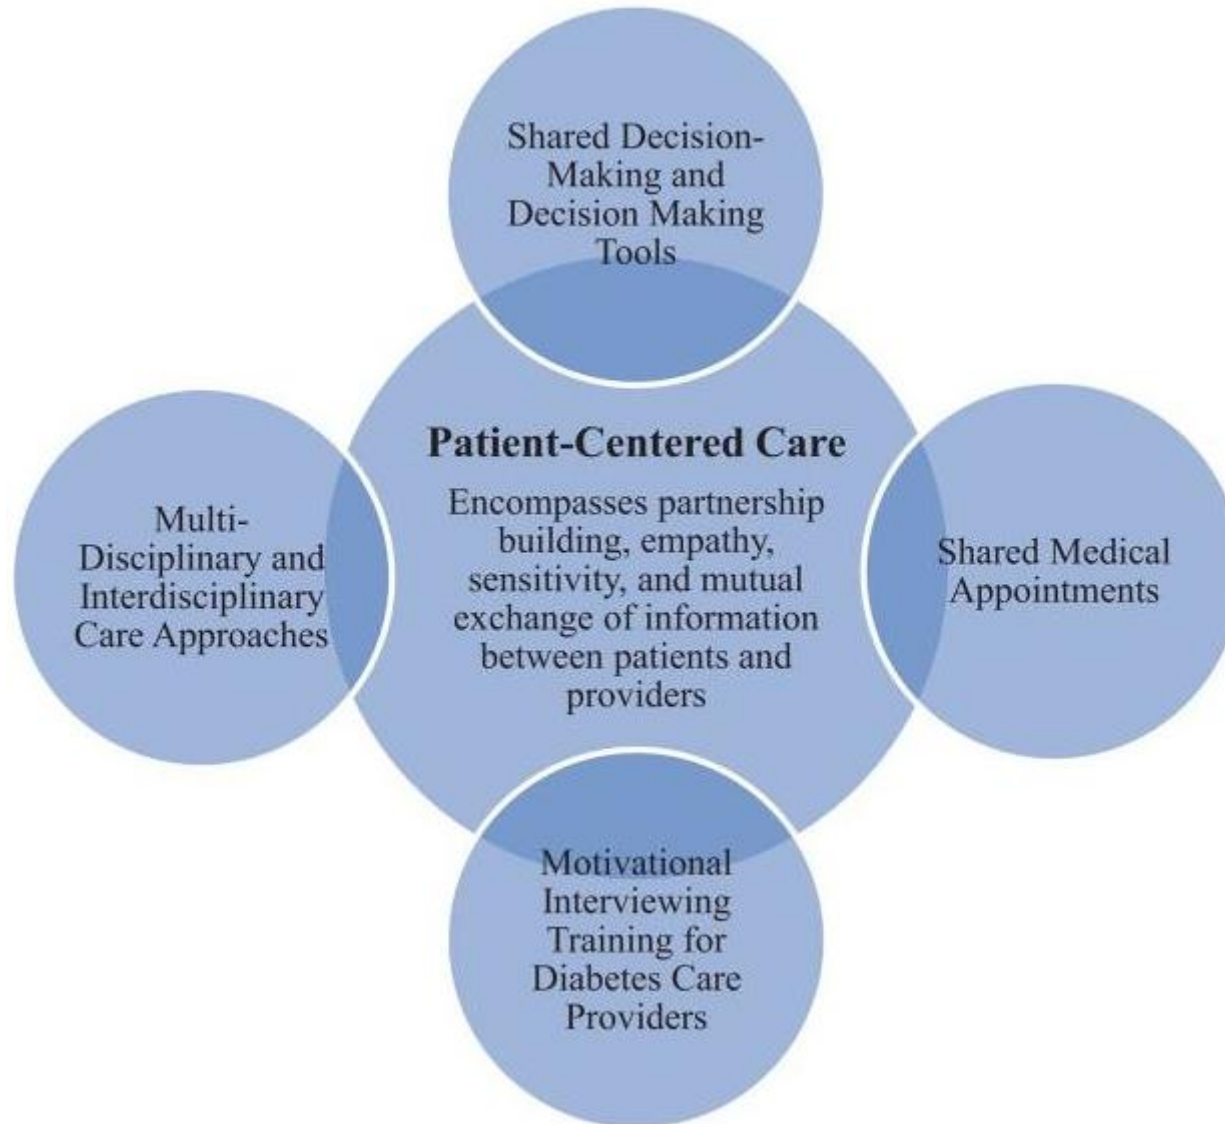 Shared Decision-
Making and
Decision Making
Tools
Multi-
Disciplinary and
Interdisciplinary
Care Approaches
Patient-Centered Care
Encompasses partnership
building, empathy,
sensitivity, and mutual
exchange of information
between patients and
providers
Shared Medical
Appointments
Motivational
Interviewing
Training for
Diabetes Care
Providers